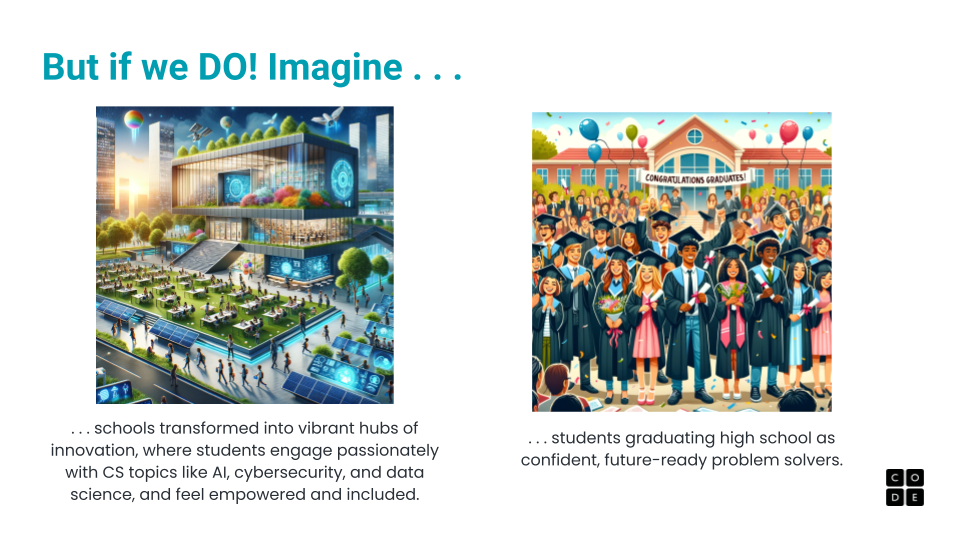 But if we DO! Imagine . . .
CONGRATULATIONS GRADUATES!
. . . schools transformed into vibrant hubs of
innovation, where students engage passionately
with CS topics like AI, cybersecurity, and data
science, and feel empowered and included.
. . . students graduating high school as
confident, future-ready problem solvers.
C O
D E